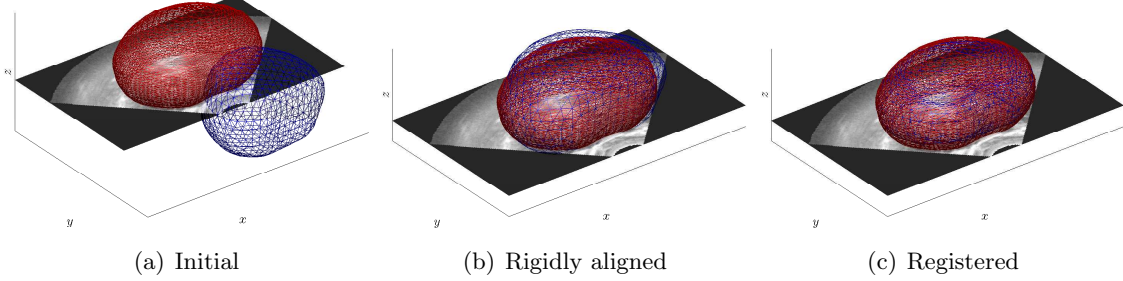 z
y
x
z
y
x
z
y
x
(a) Initial
(b) Rigidly aligned
(c) Registered